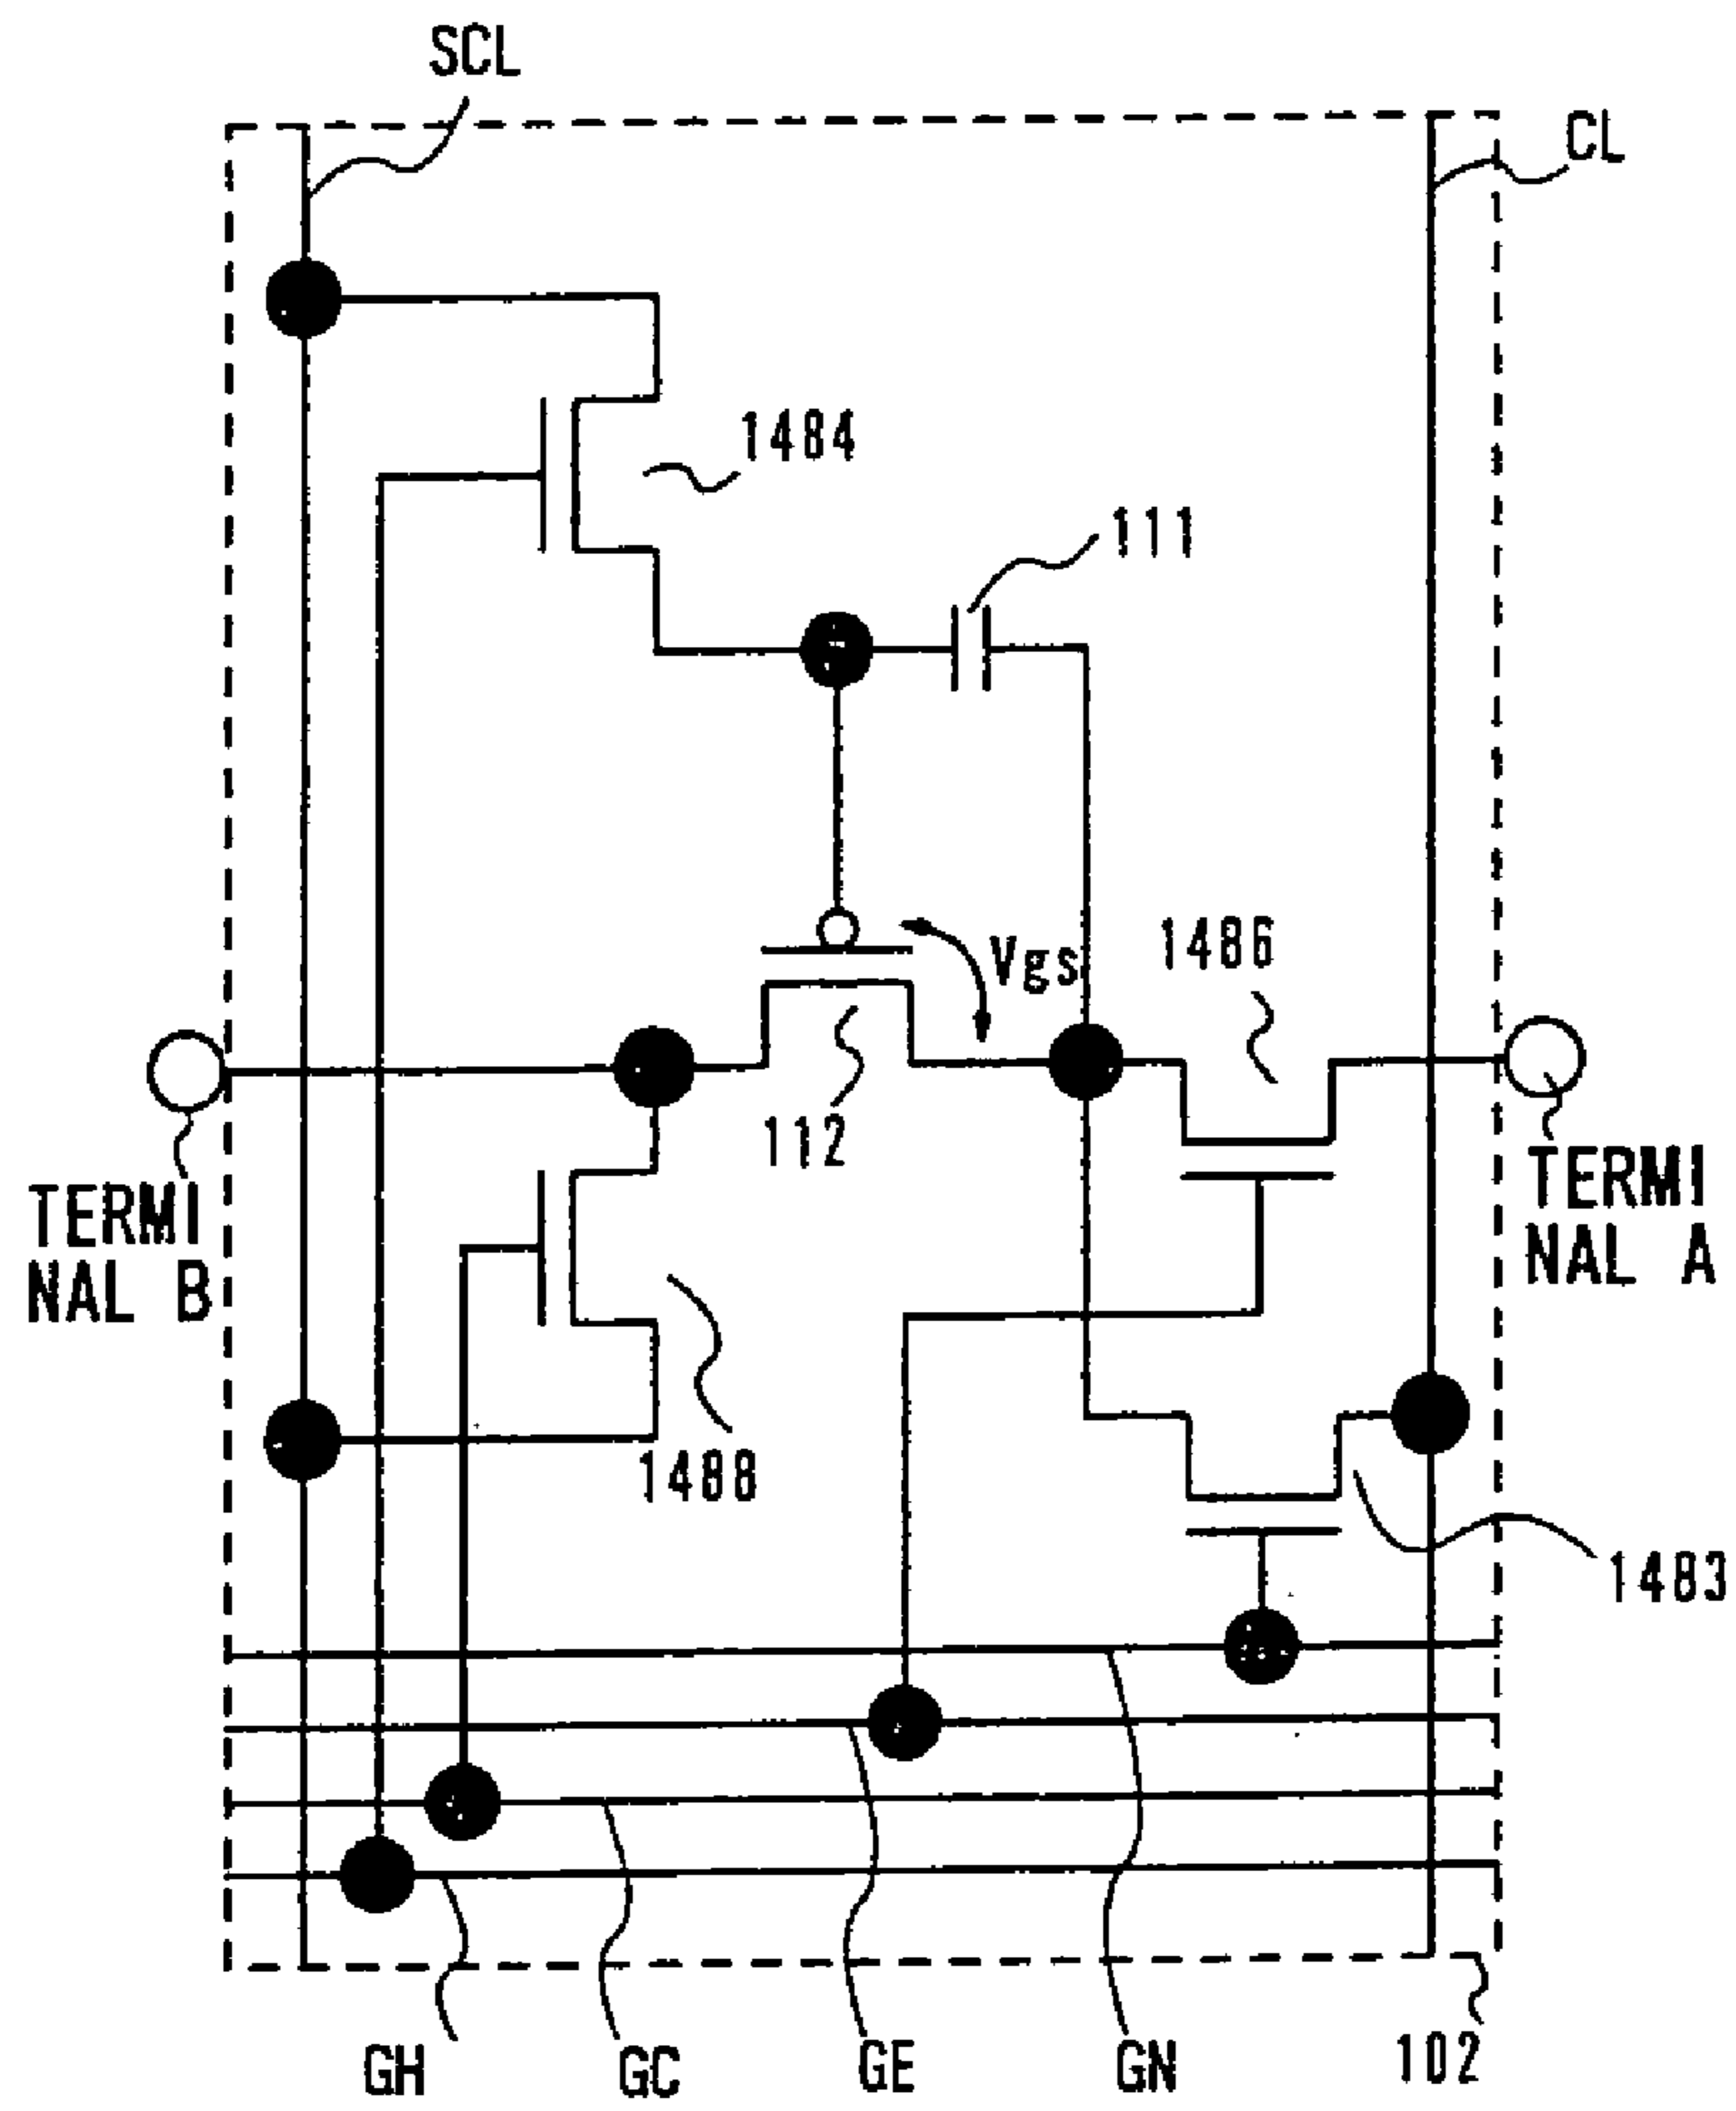 SCL
CL
1484
111
Vgs
1486
112
TERMI
NAL B
TERMI
NAL A
1488
1483
GH
GC
GE
GN
102